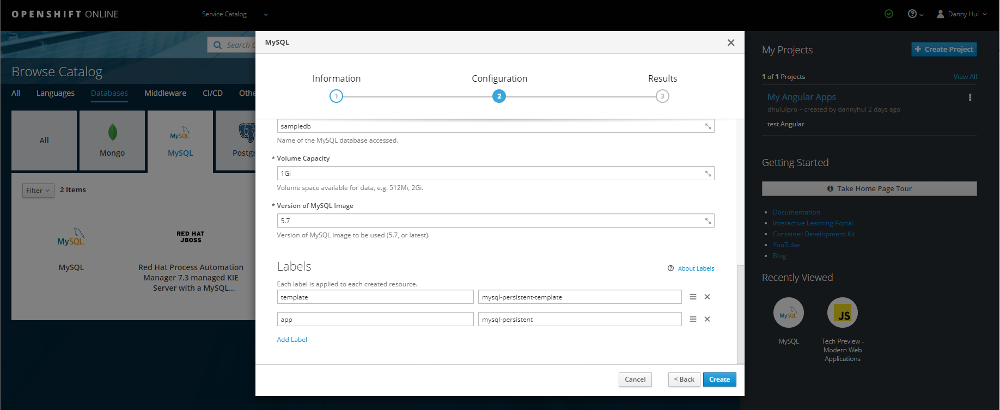 OPENSHIFT ONLINE
Service Catalog
Danny Hui
Search
Browse Catalog
All Languages Databases Middleware CI/CD Othe
All
Mongo
MySQL
MySQL
Postgr
Filter
2 Items
MySQL
MySQL
RED HAT
JBOSS
Red Hat Process Automation
Manager 7.3 managed KIE
Server with a MySQL...
MySQL
Information
Configuration
Results
1
2
3
sampledb
Name of the MySQL database accessed.
* Volume Capacity
1Gi
Volume space available for data, e.g. 512Mi, 2Gi.
* Version of MySQL Image
5.7
Version of MySQL image to be used (5.7, or latest).
Labels
About Labels
Each label is applied to each created resource.
template
mysql-persistent-template
app
mysql-persistent
Add Label
Cancel
< Back
Create
My Projects
Create Project
1 of 1 Projects
View All
My Angular Apps
dhuiuipro – created by dannyhui 2 days ago
test Angular
Getting Started
Take Home Page Tour
Documentation
Interactive Learning Portal
Container Development Kit
YouTube
Blog
Recently Viewed
MySQL
JS
MySQL
Tech Preview -
Modern Web
Applications